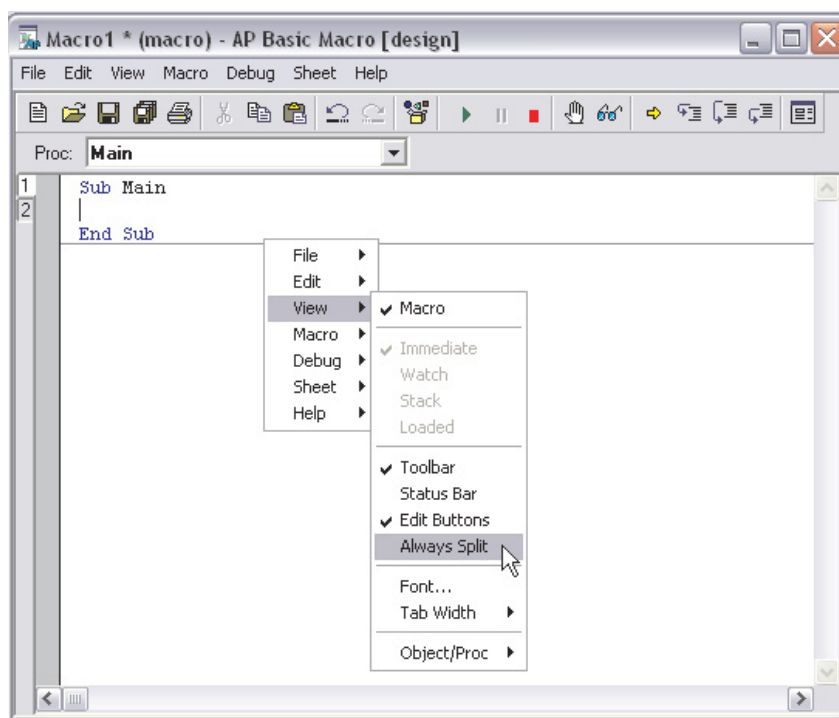 Macro1 * (macro) - AP Basic Macro [design]
File Edit View Macro Debug Sheet Help
Proc: Main
1
2
Sub Main
End Sub
File
Edit
View
Macro
Debug
Sheet
Help
Macro
Immediate
Watch
Stack
Loaded
Toolbar
Status Bar
Edit Buttons
Always Split
Font...
Tab Width
Object/Proc